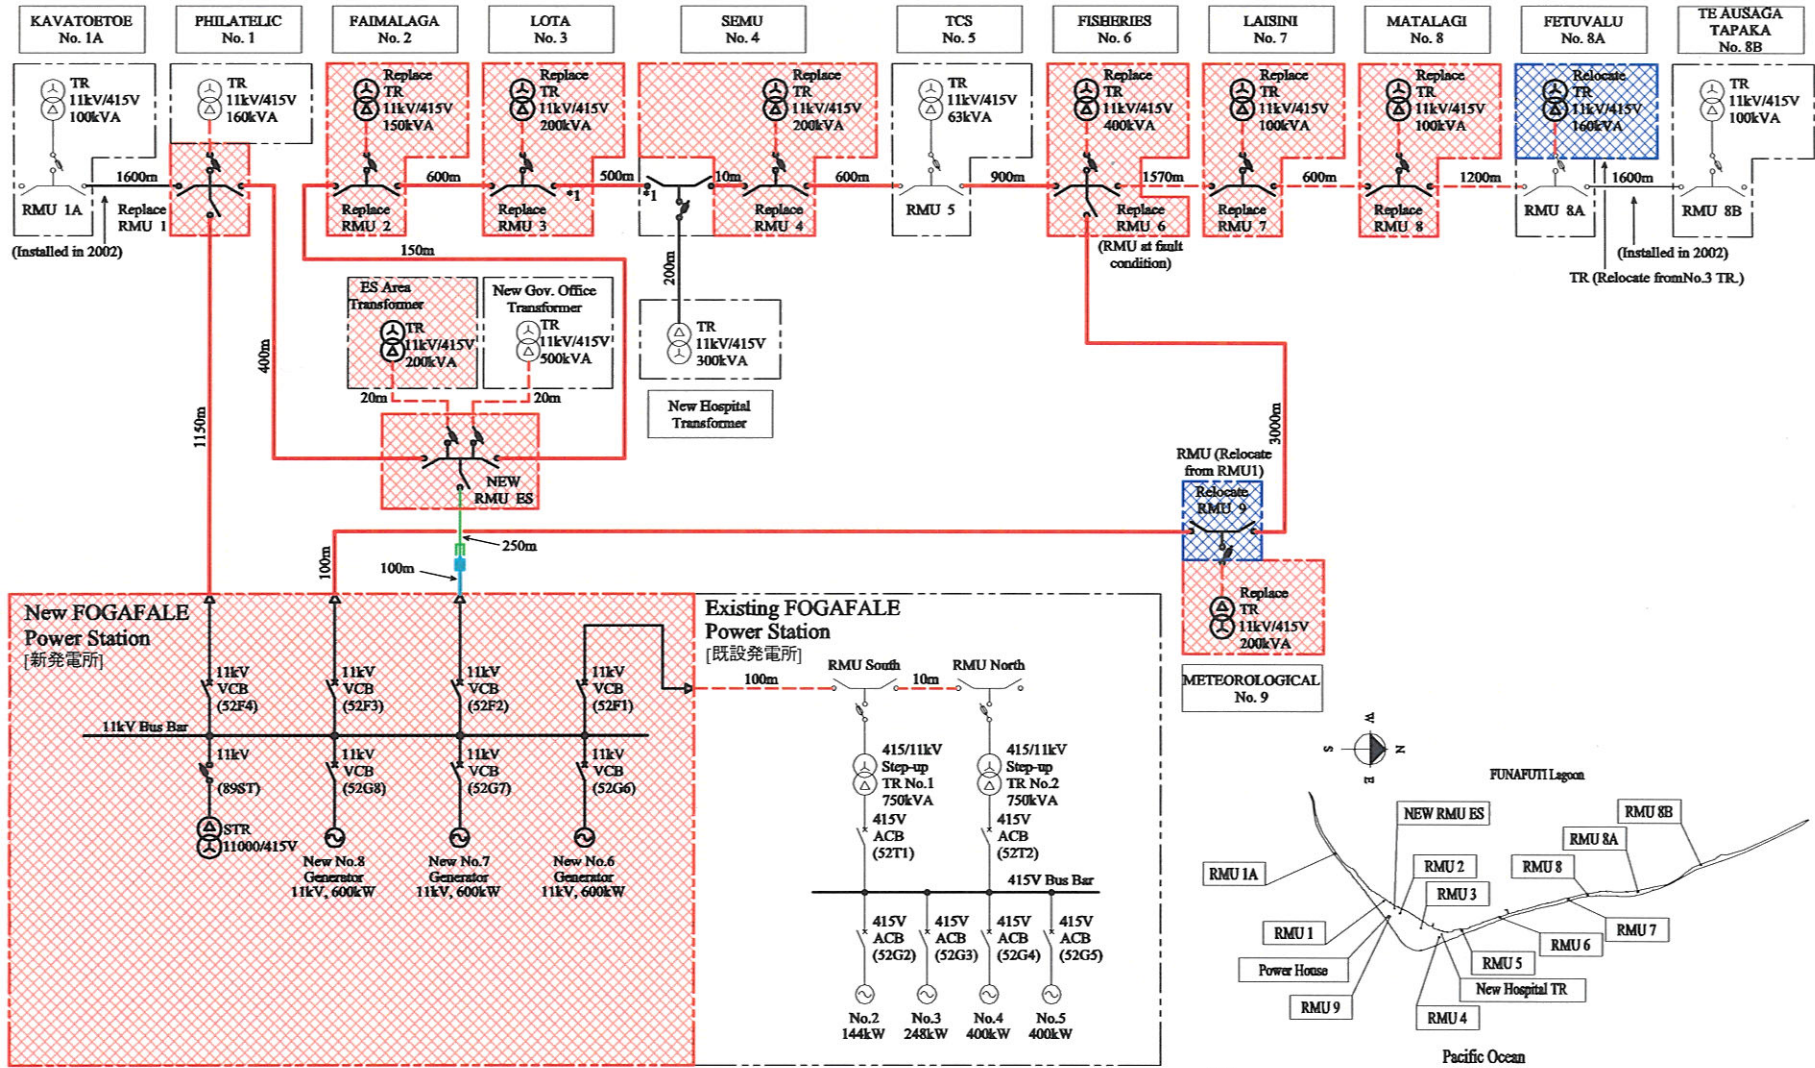 KAVATOETOE
No. 1A
PHILATELIC
No. 1
FAIMALAGA
No. 2
LOTA
No. 3
SEMU
No. 4
TCS
No. 5
FISHERIES
No. 6
LAISINI
No. 7
MATALAGI
No. 8
FETUVALU
No. 8A
TE AUSAGA
TAPAKA
No. 8B
TR
11kV/415V
100kVA
TR
11kV/415V
160kVA
Replace
TR
11kV/415V
150kVA
Replace
TR
11kV/415V
200kVA
Replace
TR
11kV/415V
200kVA
TR
11kV/415V
63kVA
Replace
TR
11kV/415V
400kVA
Replace
TR
11kV/415V
100kVA
Replace
TR
11kV/415V
100kVA
Relocate
TR
11kV/415V
160kVA
TR
11kV/415V
100kVA
1600m
600m
500m
10m
600m
900m
1570m
600m
1200m
1600m
*1
*1
RMU 1A
Replace
RMU 1
Replace
RMU 2
Replace
RMU 3
Replace
RMU 4
RMU 5
Replace
RMU 6
(RMU at fault
condition)
Replace
RMU 7
Replace
RMU 8
RMU 8A
RMU 8B
(Installed in 2002)
(Installed in 2002)
TR (Relocate fromNo.3 TR.)
150m
200m
400m
1150m
3000m
ES Area
Transformer
TR
11kV/415V
200kVA
New Gov. Office
Transformer
TR
11kV/415V
500kVA
20m
20m
TR
11kV/415V
300kVA
New Hospital
Transformer
NEW
RMU ES
250m
100m
100m
RMU (Relocate
from RMU1)
Relocate
RMU 9
Replace
TR
11kV/415V
200kVA
METEOROLOGICAL
No. 9
New FOGAFALE
Power Station
[新発電所]
11kV
VCB
(52F4)
11kV
VCB
(52F3)
11kV
VCB
(52F2)
11kV
VCB
(52F1)
11kV Bus Bar
11kV
(89ST)
11kV
VCB
(52G8)
11kV
VCB
(52G7)
11kV
VCB
(52G6)
STR
11000/415V
New No.8
Generator
11kV, 600kW
New No.7
Generator
11kV, 600kW
New No.6
Generator
11kV, 600kW
Existing FOGAFALE
Power Station
[既設発電所]
RMU South
RMU North
100m
10m
415/11kV
Step-up
TR No.1
750kVA
415/11kV
Step-up
TR No.2
750kVA
415V
ACB
(52T1)
415V
ACB
(52T2)
415V Bus Bar
415V
ACB
(52G2)
415V
ACB
(52G3)
415V
ACB
(52G4)
415V
ACB
(52G5)
No.2
144kW
No.3
248kW
No.4
400kW
No.5
400kW
W
S
N
E
FUNAFUTI Lagoon
NEW RMU ES
RMU 8B
RMU 8A
RMU 2
RMU 8
RMU 1A
RMU 3
RMU 1
RMU 7
RMU 6
Power House
RMU 5
New Hospital TR
RMU 9
RMU 4
Pacific Ocean